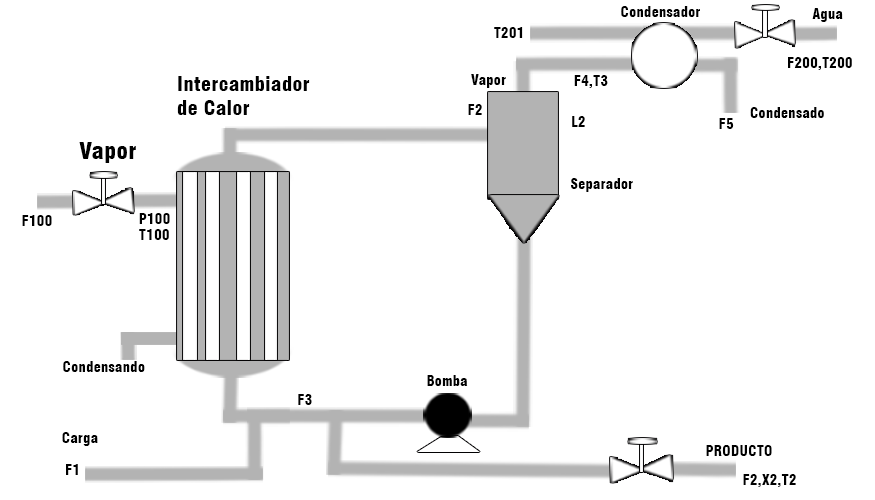 Condensador
Agua
T201
F200,T200
Vapor
F4,T3
Intercambiador
de Calor
F2
L2
F5
Condensado
Vapor
Separador
F100
P100
T100
Condensando
Bomba
F3
Carga
F1
PRODUCTO
F2,X2,T2